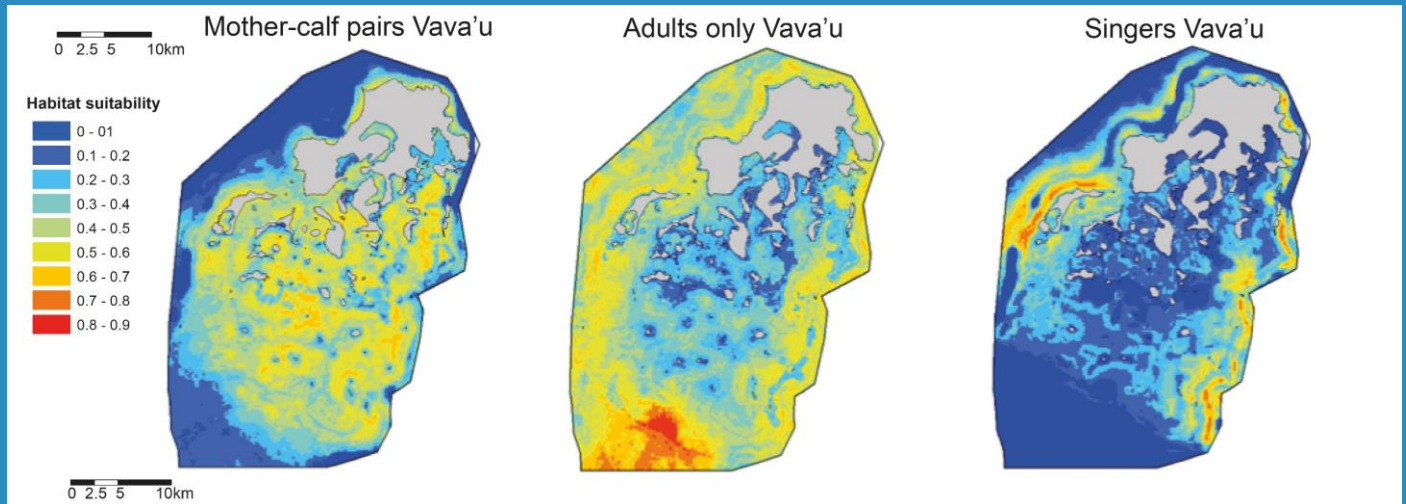 Mother-calf pairs Vava'u
Adults only Vava'u
Singers Vava'u
0 2.5 5 10km
Habitat suitability
0 - 01
0.1 - 0.2
0.2 - 0.3
0.3 - 0.4
0.4 - 0.5
0.5 - 0.6
0.6 - 0.7
0.7 - 0.8
0.8 - 0.9
0 2.5 5 10km